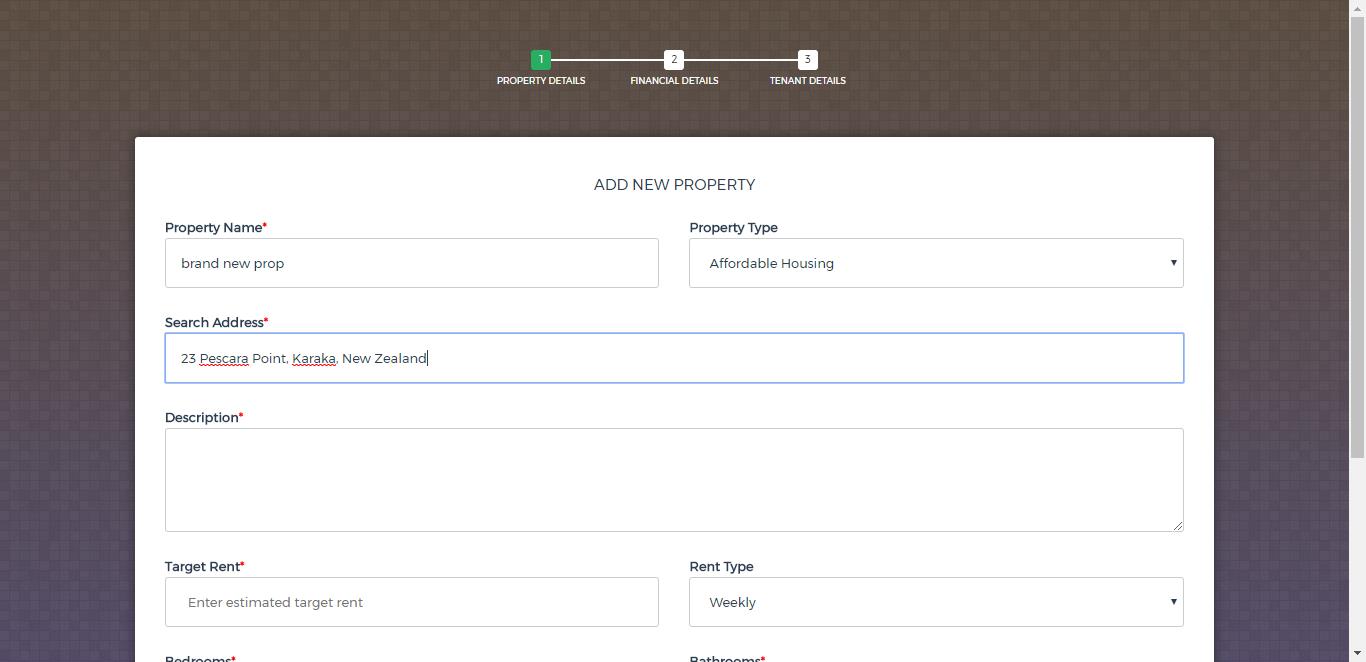 1 2 3
PROPERTY DETAILS FINANCIAL DETAILS TENANT DETAILS
ADD NEW PROPERTY
Property Name* Property Type
brand new prop Affordable Housing
Search Address*
23 Pescara Point, Karaka, New Zealand
Description*
Target Rent* Rent Type
Enter estimated target rent Weekly
Bedrooms* Bathrooms*